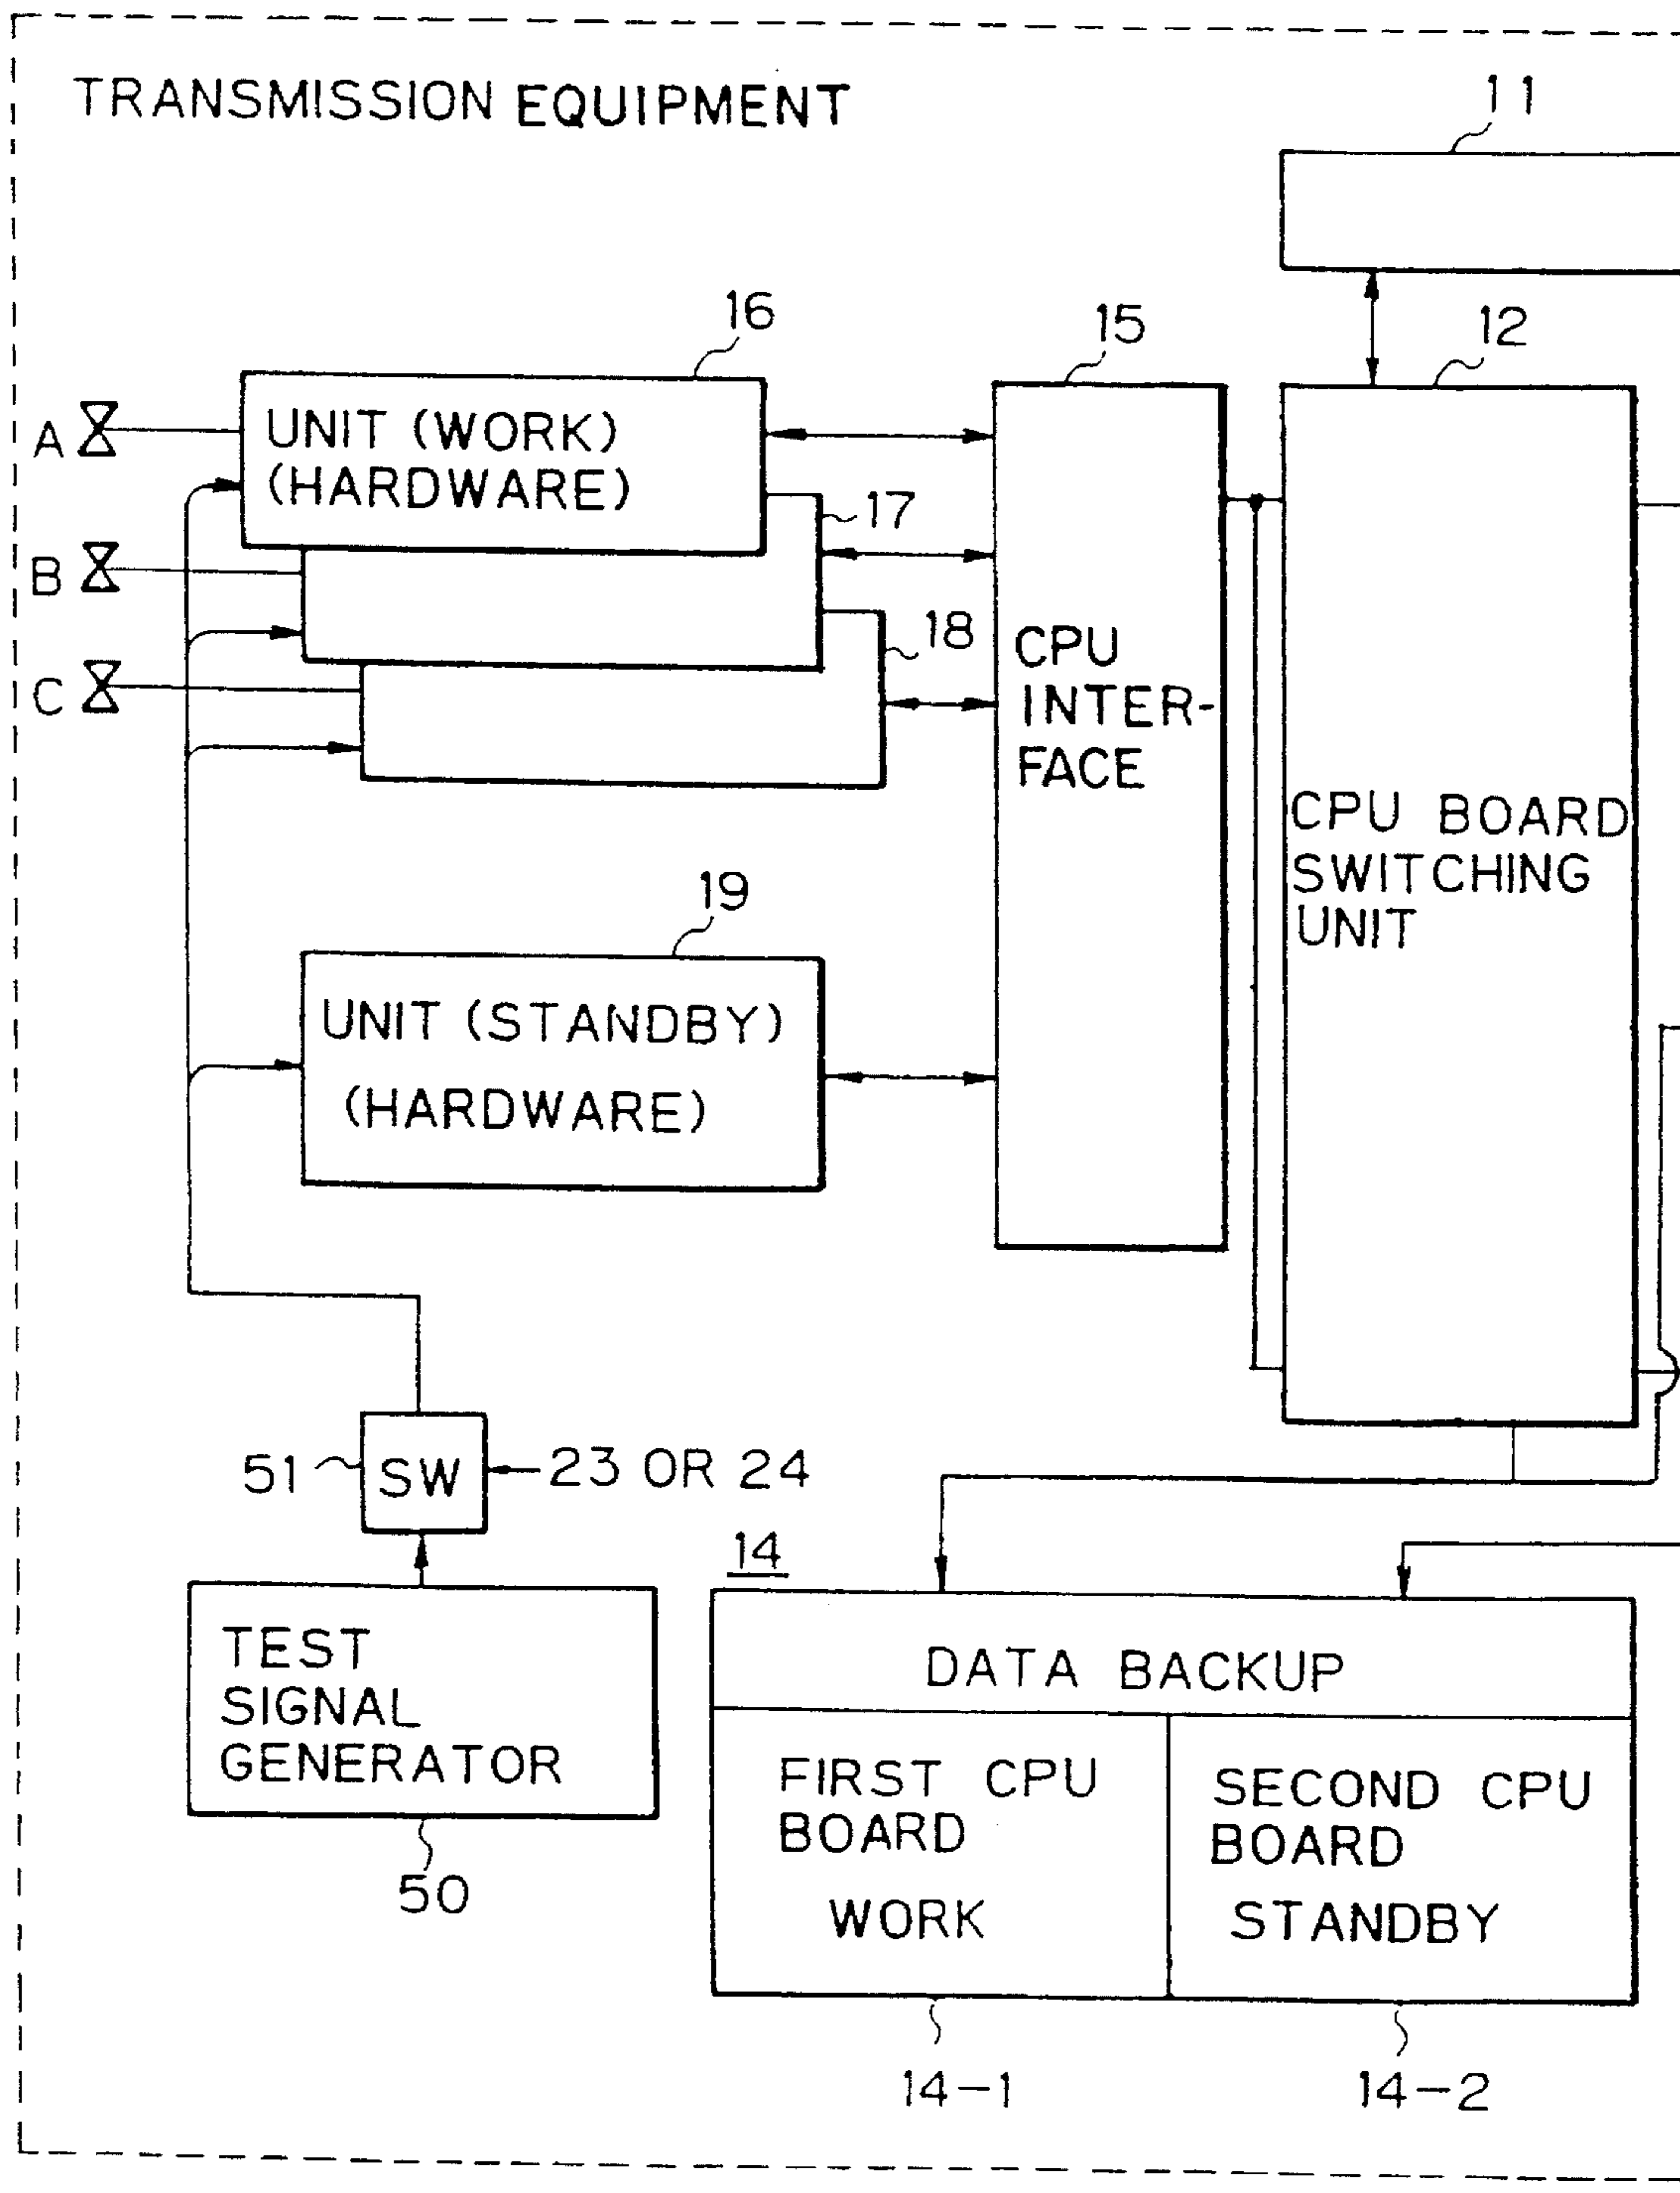 TRANSMISSION EQUIPMENT
11
16
15
12
A
UNIT (WORK)
(HARDWARE)
17
B
18
C
CPU
INTER-
FACE
CPU BOARD
SWITCHING
UNIT
19
UNIT (STANDBY)
(HARDWARE)
51
SW
23 OR 24
14
TEST
SIGNAL
GENERATOR
50
DATA BACKUP
FIRST CPU
BOARD
WORK
SECOND CPU
BOARD
STANDBY
14-1
14-2